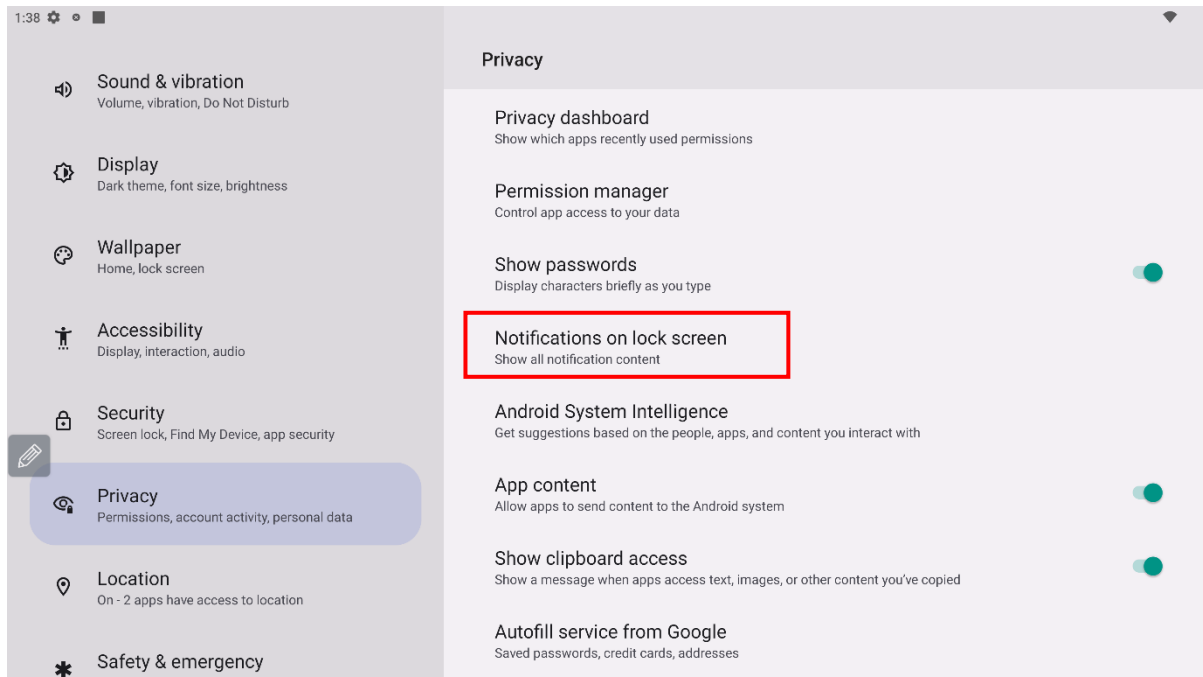 1:38
Sound & vibration
Volume, vibration, Do Not Disturb
Display
Dark theme, font size, brightness
Wallpaper
Home, lock screen
Accessibility
Display, interaction, audio
Security
Screen lock, Find My Device, app security
Privacy
Permissions, account activity, personal data
Location
On - 2 apps have access to location
Safety & emergency
Privacy
Privacy dashboard
Show which apps recently used permissions
Permission manager
Control app access to your data
Show passwords
Display characters briefly as you type
Notifications on lock screen
Show all notification content
Android System Intelligence
Get suggestions based on the people, apps, and content you interact with
App content
Allow apps to send content to the Android system
Show clipboard access
Show a message when apps access text, images, or other content you've copied
Autofill service from Google
Saved passwords, credit cards, addresses